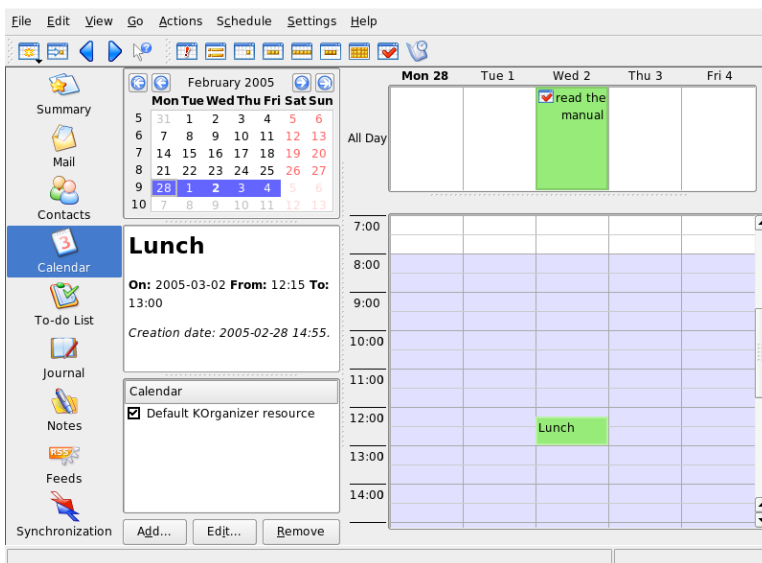 File Edit View Go Actions Schedule Settings Help
Summary
Mail
Contacts
3
Calendar
To-do List
Journal
Notes
RSS
Feeds
Synchronization
February 2005
Mon Tue Wed Thu Fri Sat Sun
5 31 1 2 3 4 5 6
6 7 8 9 10 11 12 13
7 14 15 16 17 18 19 20
8 21 22 23 24 25 26 27
9 28 1 2 3 4 5 6
10 7 8 9 10 11 12 13
Lunch
On: 2005-03-02 From: 12:15 To:
13:00
Creation date: 2005-02-28 14:55.
Calendar
Default KOrganizer resource
Add... Edit... Remove
Mon 28 Tue 1 Wed 2 Thu 3 Fri 4
All Day
read the
manual
7:00
8:00
9:00
10:00
11:00
12:00
Lunch
13:00
14:00